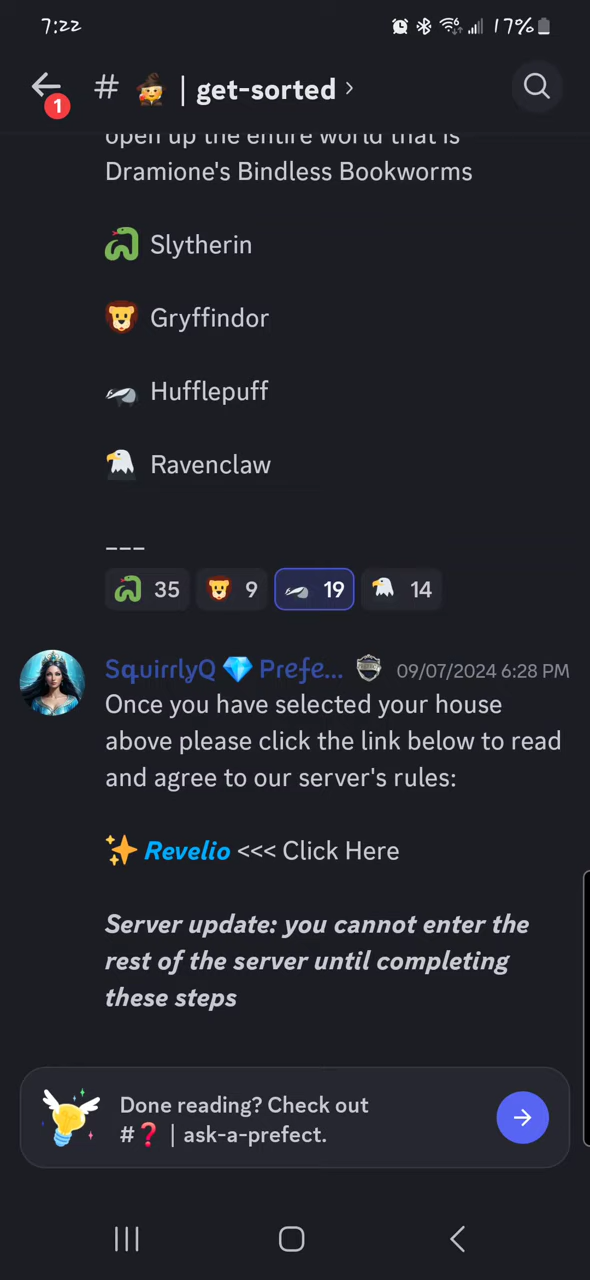 7:22
17%
1
# | get-sorted ›
open up the entire world that is
Dramione's Bindless Bookworms
Slytherin
Gryffindor
Hufflepuff
Ravenclaw
---
35 9 19 14
SquirrlyQ 💎 Prefe... 09/07/2024 6:28 PM
Once you have selected your house
above please click the link below to read
and agree to our server's rules:
✨ Revelio <<< Click Here
Server update: you cannot enter the
rest of the server until completing
these steps
Done reading? Check out
#❓ | ask-a-prefect.